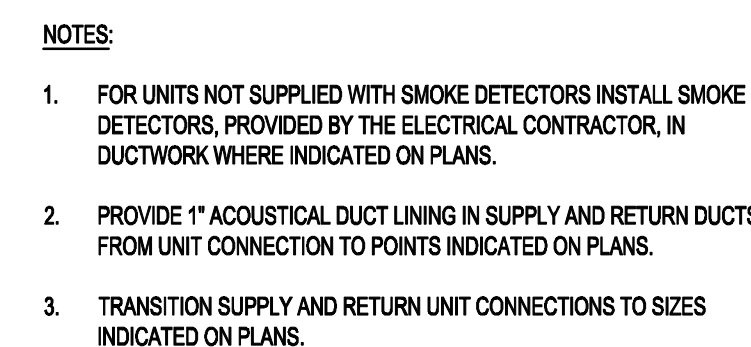 NOTES:
1. FOR UNITS NOT SUPPLIED WITH SMOKE DETECTORS INSTALL SMOKE
DETECTORS, PROVIDED BY THE ELECTRICAL CONTRACTOR, IN
DUCTWORK WHERE INDICATED ON PLANS.
2. PROVIDE 1" ACOUSTICAL DUCT LINING IN SUPPLY AND RETURN DUCTS
FROM UNIT CONNECTION TO POINTS INDICATED ON PLANS.
3. TRANSITION SUPPLY AND RETURN UNIT CONNECTIONS TO SIZES
INDICATED ON PLANS.